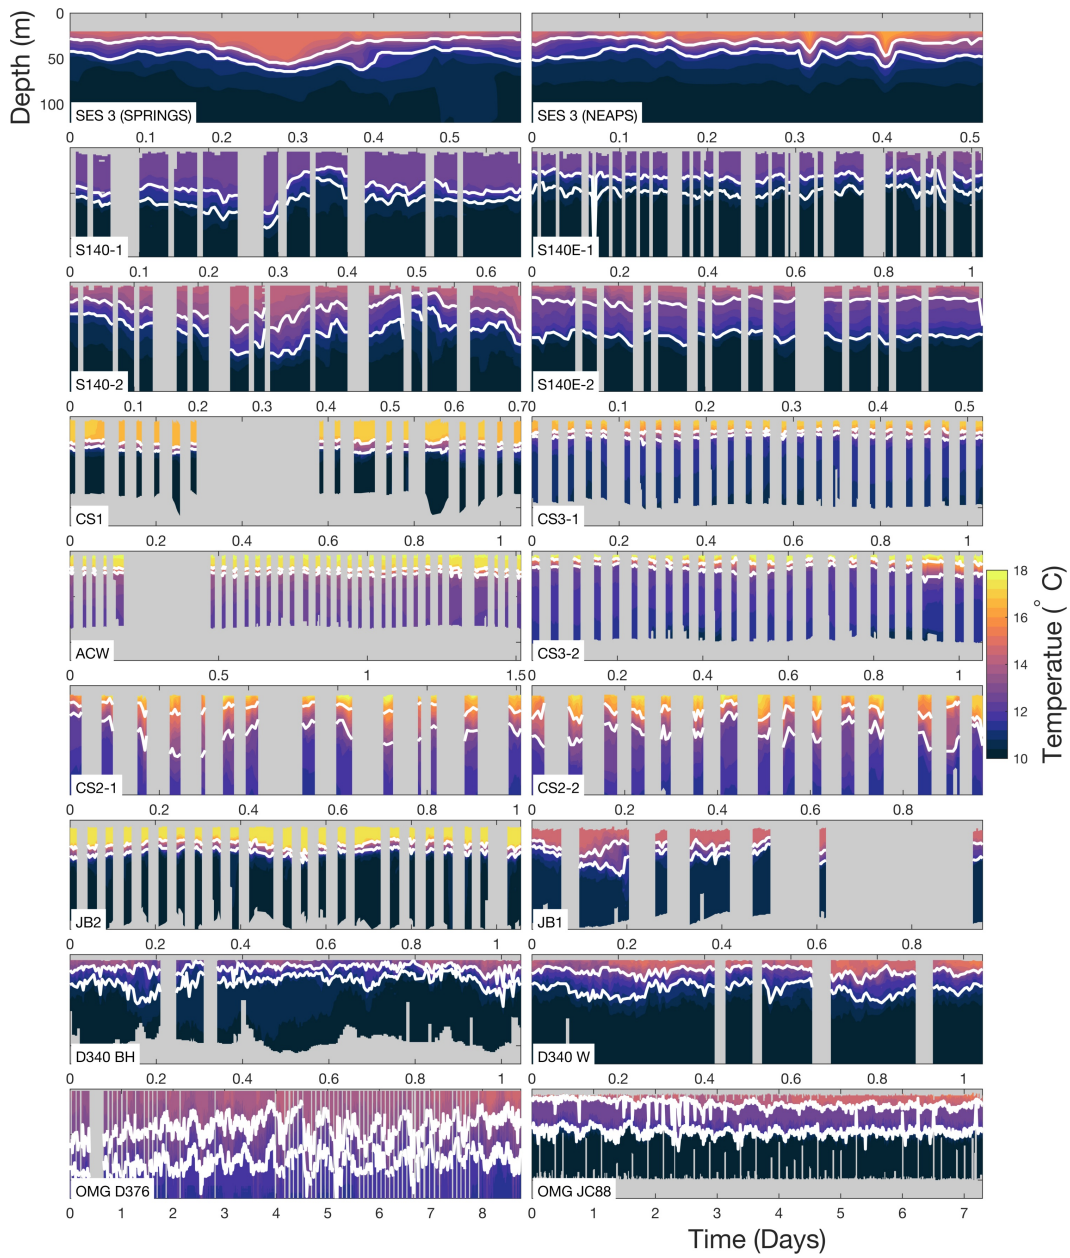 Depth (m)
0
50
100
SES 3 (SPRINGS)
SES 3 (NEAPS)
0 0.1 0.2 0.3 0.4 0.5
0 0.1 0.2 0.3 0.4 0.5
S140-1
S140E-1
0 0.1 0.2 0.3 0.4 0.5 0.6
0 0.2 0.4 0.6 0.8 1
S140-2
S140E-2
0 0.1 0.2 0.3 0.4 0.5 0.6 0.70
0.1 0.2 0.3 0.4 0.5
CS1
CS3-1
0 0.2 0.4 0.6 0.8 1
0 0.2 0.4 0.6 0.8 1
ACW
CS3-2
0 0.5 1 1.50
0.2 0.4 0.6 0.8 1
18
16
14
12
10
Temperatue (° C)
CS2-1
CS2-2
0 0.2 0.4 0.6 0.8 1
0.2 0.4 0.6 0.8
JB2
JB1
0 0.2 0.4 0.6 0.8 1
0 0.2 0.4 0.6 0.8
D340 BH
D340 W
0 0.2 0.4 0.6 0.8 1
0 0.2 0.4 0.6 0.8 1
OMG D376
OMG JC88
0 1 2 3 4 5 6 7 8
0 1 2 3 4 5 6 7
Time (Days)